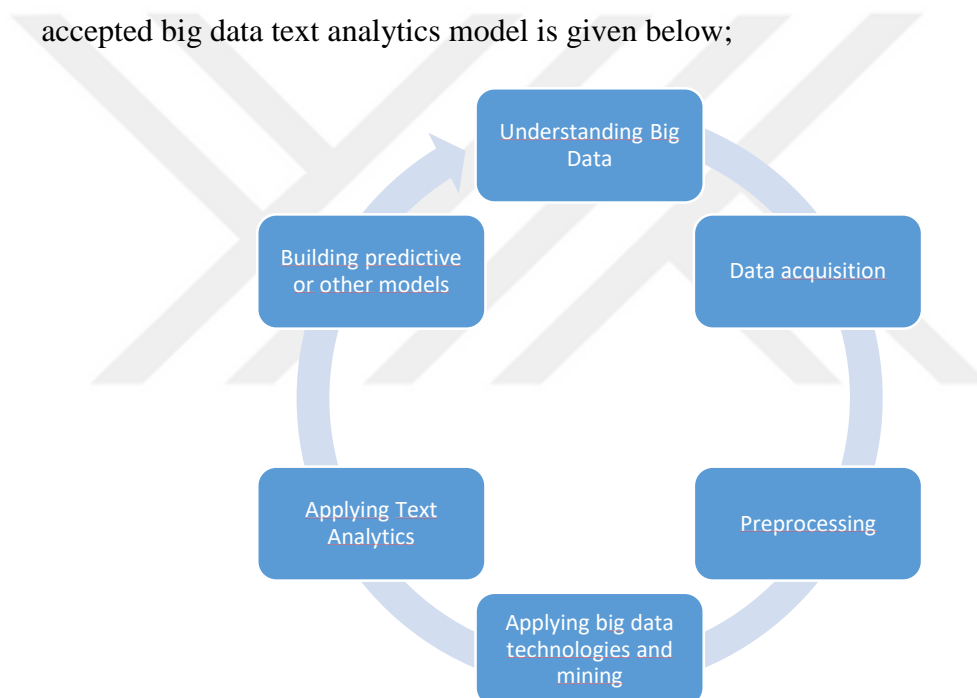 accepted big data text analytics model is given below;
Understanding Big
Data
Data acquisition
Preprocessing
Applying big data
technologies and
mining
Applying Text
Analytics
Building predictive
or other models